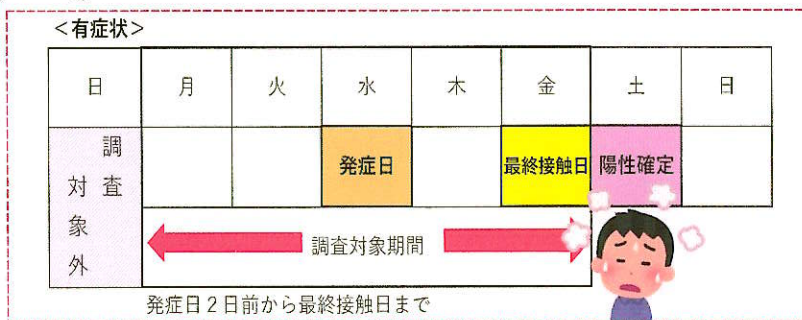 <有症状>
日 月 火 水 木 金 土 日
調査対象外
発症日 最終接触日 陽性確定
調査対象期間
発症日2日前から最終接触日まで